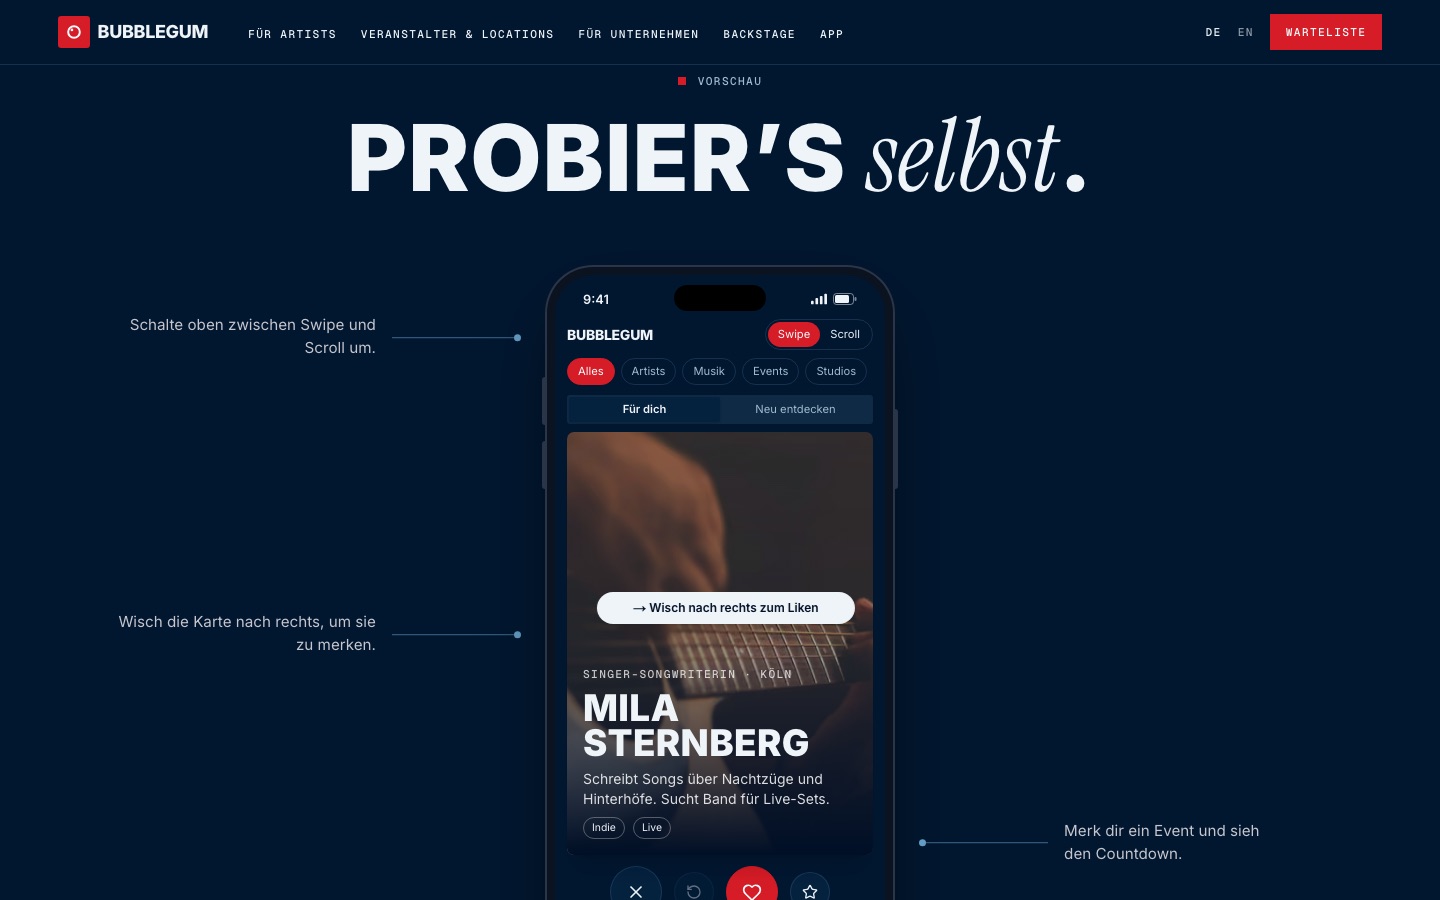 BUBBLEGUM
FÜR ARTISTS
VERANSTALTER & LOCATIONS
FÜR UNTERNEHMEN
BACKSTAGE
APP
DE
EN
WARTELISTE
VORSCHAU
PROBIER’S selbst.
Schalte oben zwischen Swipe und
Scroll um.
Wisch die Karte nach rechts, um sie
zu merken.
9:41
BUBBLEGUM
Swipe
Scroll
Alles
Artists
Musik
Events
Studios
Für dich
Neu entdecken
→ Wisch nach rechts zum Liken
SINGER-SONGWRITERIN · KÖLN
MILA
STERNBERG
Schreibt Songs über Nachtzüge und
Hinterhöfe. Sucht Band für Live-Sets.
Indie
Live
Merk dir ein Event und sieh
den Countdown.